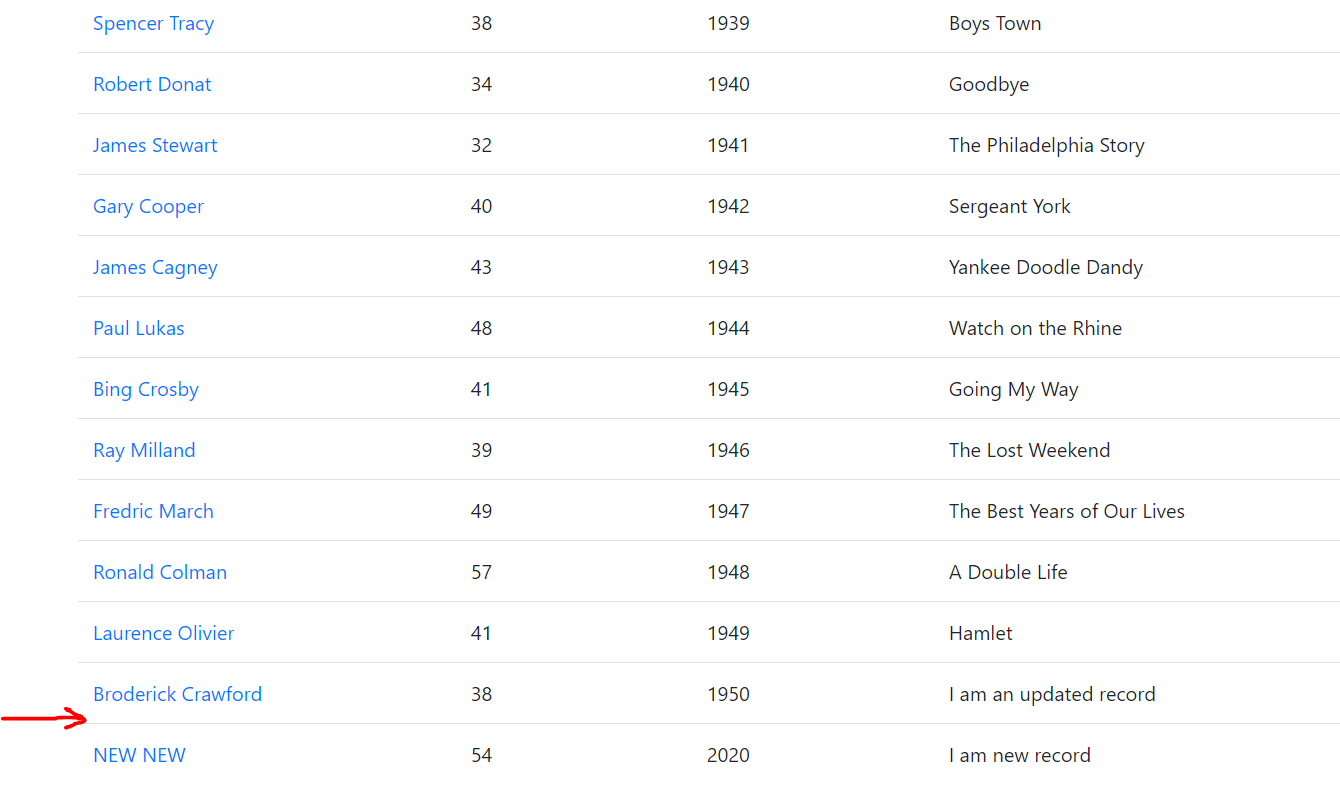 Spencer Tracy 38 1939 Boys Town
Robert Donat 34 1940 Goodbye
James Stewart 32 1941 The Philadelphia Story
Gary Cooper 40 1942 Sergeant York
James Cagney 43 1943 Yankee Doodle Dandy
Paul Lukas 48 1944 Watch on the Rhine
Bing Crosby 41 1945 Going My Way
Ray Milland 39 1946 The Lost Weekend
Fredric March 49 1947 The Best Years of Our Lives
Ronald Colman 57 1948 A Double Life
Laurence Olivier 41 1949 Hamlet
Broderick Crawford 38 1950 I am an updated record
NEW NEW 54 2020 I am new record